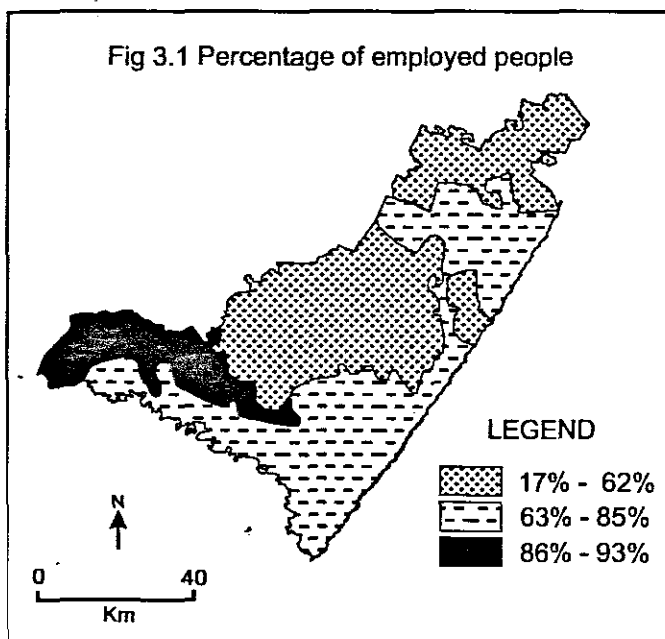 Fig 3.1 Percentage of employed people
LEGEND
17% - 62%
63% - 85%
86% - 93%
N
0 40
Km